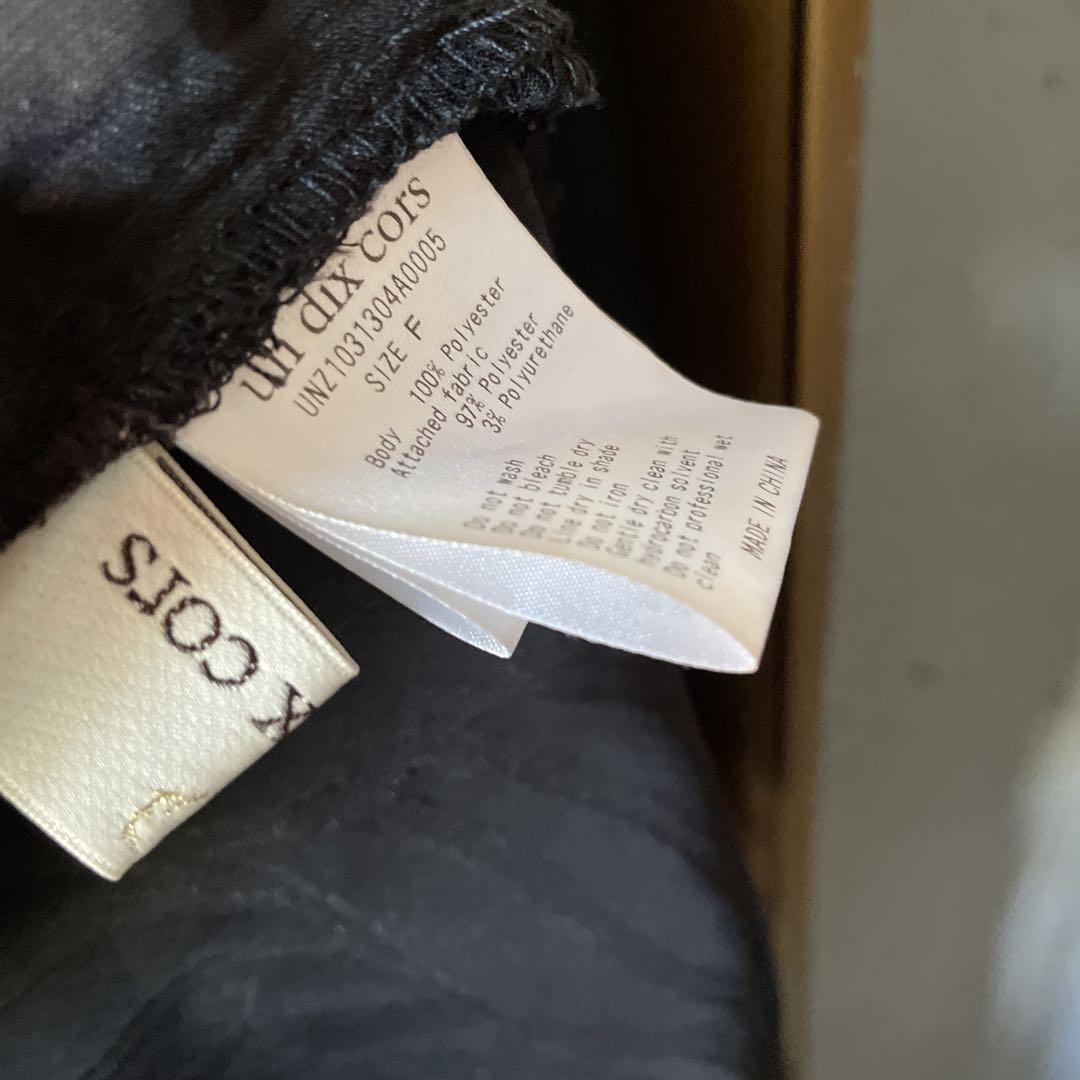 un dix cors
UNZ1031304A0005
SIZE F
Body 100% Polyester
Attached fabric
97% Polyester
3% Polyurethane
Do not wash
Do not bleach
Do not tumble dry
Line dry in shade
Do not iron
Gentle dry clean with
hydrocarbon solvent
Do not professional wet
clean
MADE IN CHINA
x cors